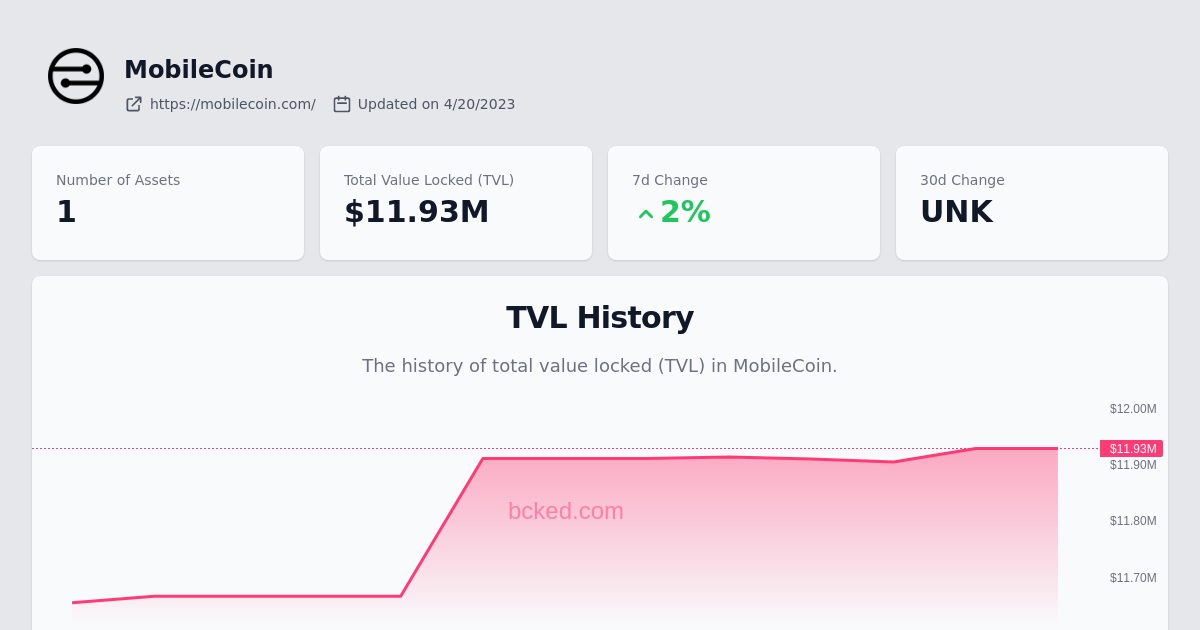 MobileCoin
https://mobilecoin.com/ Updated on 4/20/2023
Number of Assets
1
Total Value Locked (TVL)
$11.93M
7d Change
2%
30d Change
UNK
TVL History
The history of total value locked (TVL) in MobileCoin.
$12.00M
$11.93M
$11.90M
bcked.com
$11.80M
$11.70M